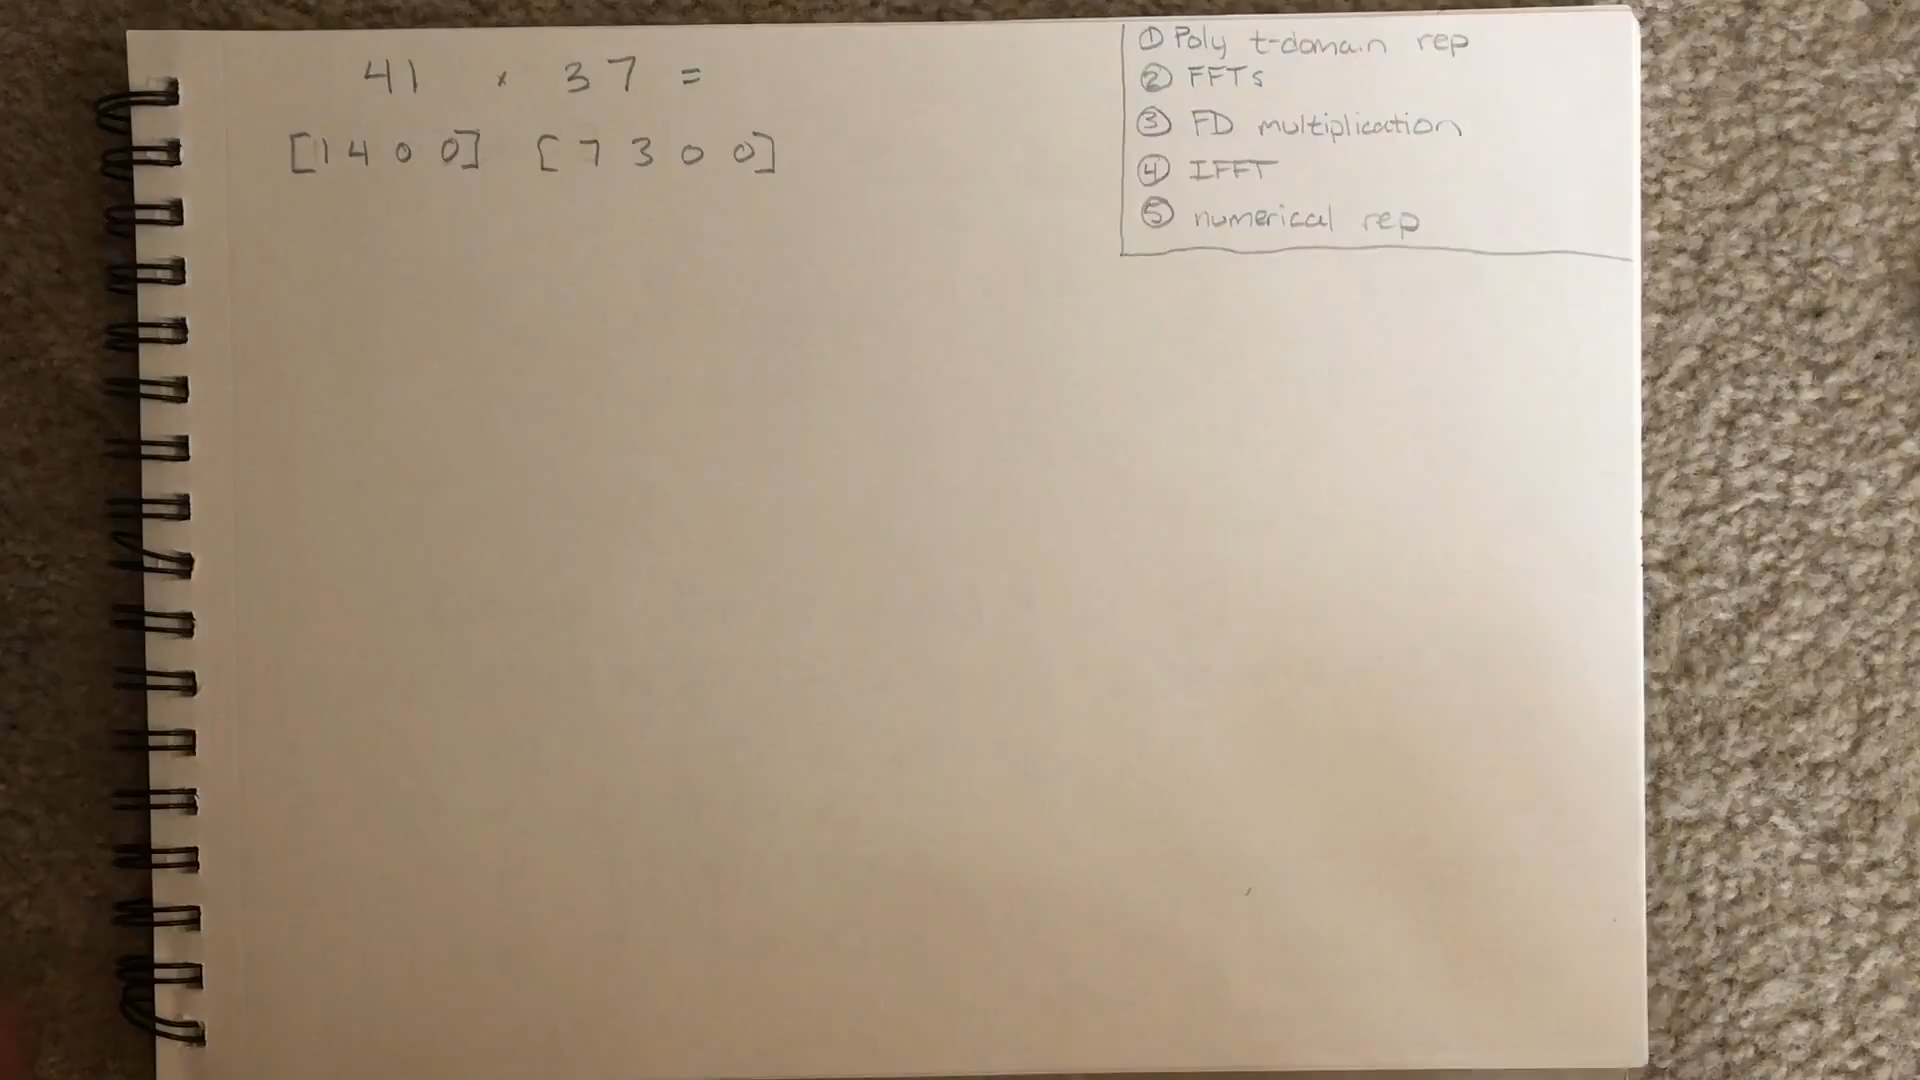 41 × 37 =
[1 4 0 0] [7 3 0 0]
① Poly t-domain rep
② FFTs
③ FD multiplication
④ IFFT
⑤ numerical rep